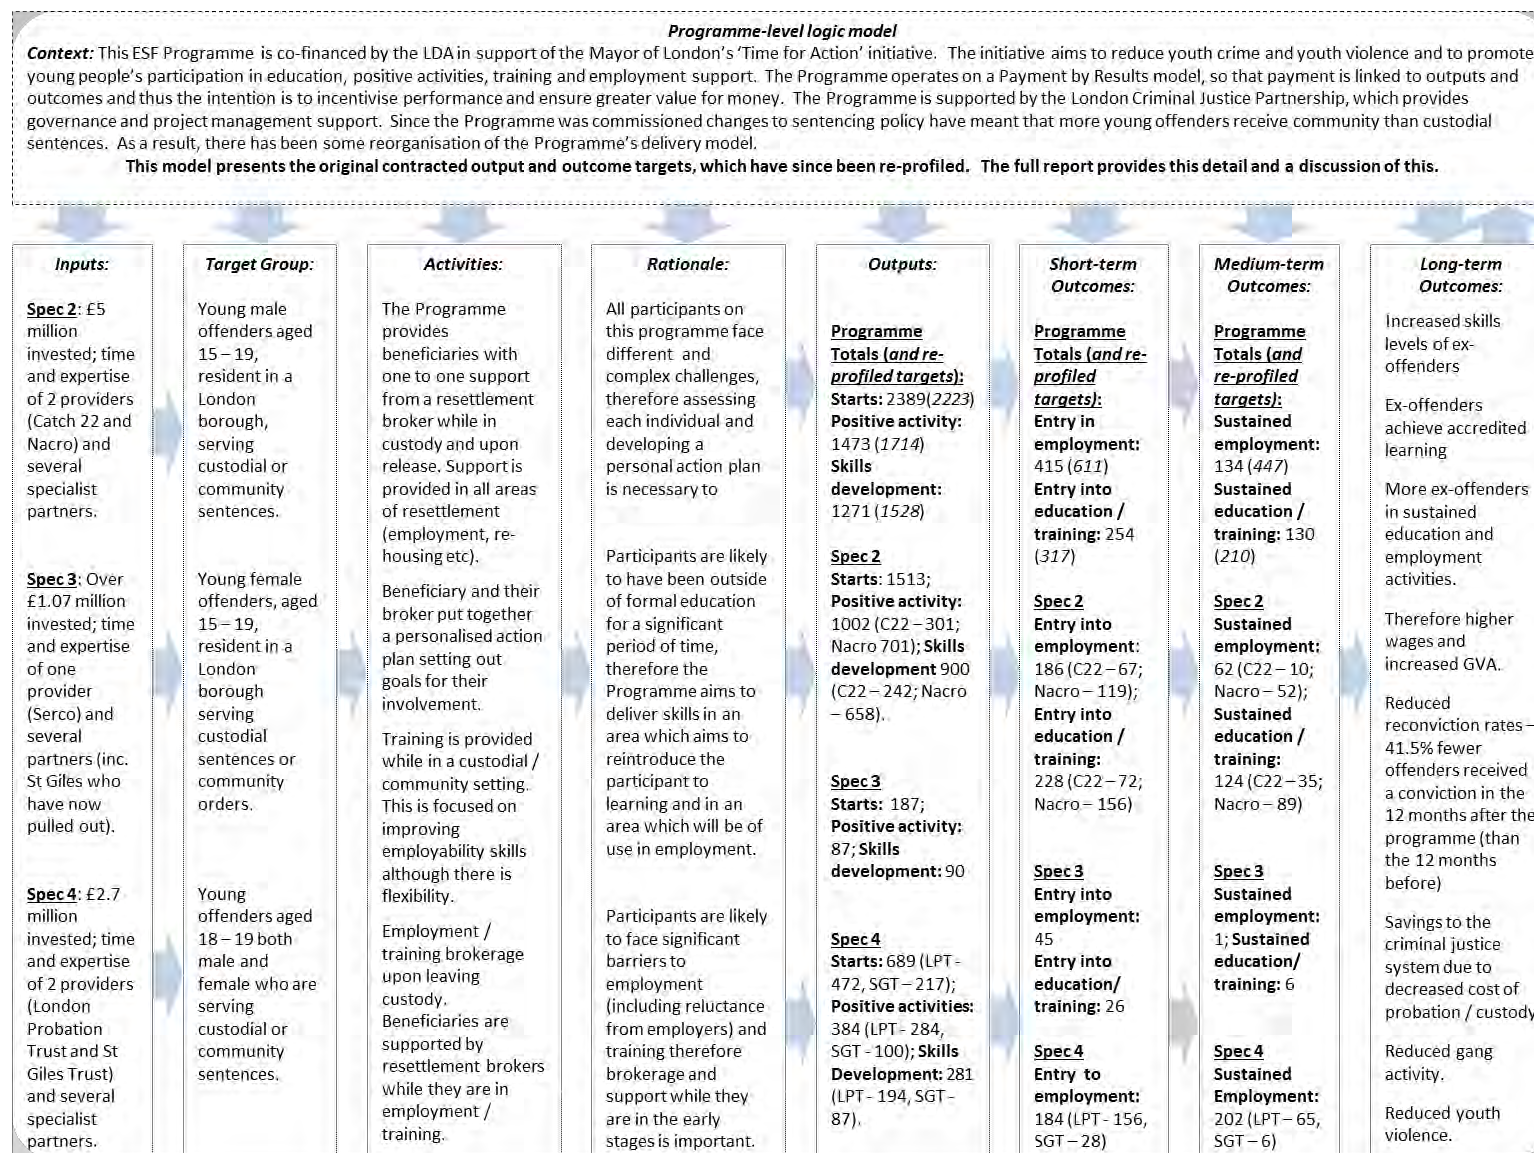 Programme-level logic model
Context: This ESF Programme is co-financed by the LDA in support of the Mayor of London's 'Time for Action' initiative. The initiative aims to reduce youth crime and youth violence and to promote
young people's participation in education, positive activities, training and employment support. The Programme operates on a Payment by Results model, so that payment is linked to outputs and
outcomes and thus the intention is to incentivise performance and ensure greater value for money. The Programme is supported by the London Criminal Justice Partnership, which provides
governance and project management support. Since the Programme was commissioned changes to sentencing policy have meant that more young offenders receive community than custodial
sentences. As a result, there has been some reorganisation of the Programme's delivery model.
This model presents the original contracted output and outcome targets, which have since been re-profiled. The full report provides this detail and a discussion of this.
Inputs:
Spec 2: £5
million
invested; time
and expertise
of 2 providers
(Catch 22 and
Nacro) and
several
specialist
partners.
Spec 3: Over
£1.07 million
invested; time
and expertise
of one
provider
(Serco) and
several
partners (inc.
St Giles who
have now
pulled out).
Spec 4: £2.7
million
invested; time
and expertise
of 2 providers
(London
Probation
Trust and St
Giles Trust)
and several
specialist
partners.
Target Group:
Young male
offenders aged
15 – 19,
resident in a
London
borough,
serving
custodial or
community
sentences.
Young female
offenders, aged
15 – 19,
resident in a
London
borough
serving
custodial
sentences or
community
orders.
Young
offenders aged
18 – 19 both
male and
female who are
serving
custodial or
community
sentences.
Activities:
The Programme
provides
beneficiaries with
one to one support
from a resettlement
broker while in
custody and upon
release. Support is
provided in all areas
of resettlement
(employment, re-
housing etc).
Beneficiary and their
broker put together
a personalised action
plan setting out
goals for their
involvement.
Training is provided
while in a custodial /
community setting.
This is focused on
improving
employability skills
although there is
flexibility.
Employment /
training brokerage
upon leaving
custody.
Beneficiaries are
supported by
resettlement brokers
while they are in
employment /
training.
Rationale:
All participants on
this programme face
different and
complex challenges,
therefore assessing
each individual and
developing a
personal action plan
is necessary to
Participants are likely
to have been outside
of formal education
for a significant
period of time,
therefore the
Programme aims to
deliver skills in an
area which aims to
reintroduce the
participant to
learning and in an
area which will be of
use in employment.
Participants are likely
to face significant
barriers to
employment
(including reluctance
from employers) and
training therefore
brokerage and
support while they
are in the early
stages is important.
Outputs:
Programme
Totals (and re-
profiled targets):
Starts: 2389(2223)
Positive activity:
1473 (1714)
Skills
development:
1271 (1528)
Spec 2
Starts: 1513;
Positive activity:
1002 (C22 – 301;
Nacro 701); Skills
development 900
(C22 – 242; Nacro
– 658).
Spec 3
Starts: 187;
Positive activity:
87; Skills
development: 90
Spec 4
Starts: 689 (LPT -
472, SGT - 217);
Positive activities:
384 (LPT - 284,
SGT - 100); Skills
Development: 281
(LPT - 194, SGT -
87).
Short-term
Outcomes:
Programme
Totals (and re-
profiled
targets):
Entry in
employment:
415 (611)
Entry into
education /
training: 254
(317)
Spec 2
Entry into
employment:
186 (C22 – 67;
Nacro – 119);
Entry into
education /
training:
228 (C22 – 72;
Nacro – 156)
Spec 3
Entry into
employment:
45
Entry into
education/
training: 26
Spec 4
Entry to
employment:
184 (LPT - 156,
SGT – 28)
Medium-term
Outcomes:
Programme
Totals (and
re-profiled
targets):
Sustained
employment:
134 (447)
Sustained
education /
training: 130
(210)
Spec 2
Sustained
employment:
62 (C22 – 10;
Nacro – 52);
Sustained
education /
training:
124 (C22 – 35;
Nacro – 89)
Spec 3
Sustained
employment:
1; Sustained
education/
training: 6
Spec 4
Sustained
Employment:
202 (LPT – 65,
SGT – 6)
Long-term
Outcomes:
Increased skills
levels of ex-
offenders
Ex-offenders
achieve accredited
learning
More ex-offenders
in sustained
education and
employment
activities.
Therefore higher
wages and
increased GVA.
Reduced
reconviction rates –
41.5% fewer
offenders received
a conviction in the
12 months after the
programme (than
the 12 months
before)
Savings to the
criminal justice
system due to
decreased cost of
probation / custody
Reduced gang
activity.
Reduced youth
violence.